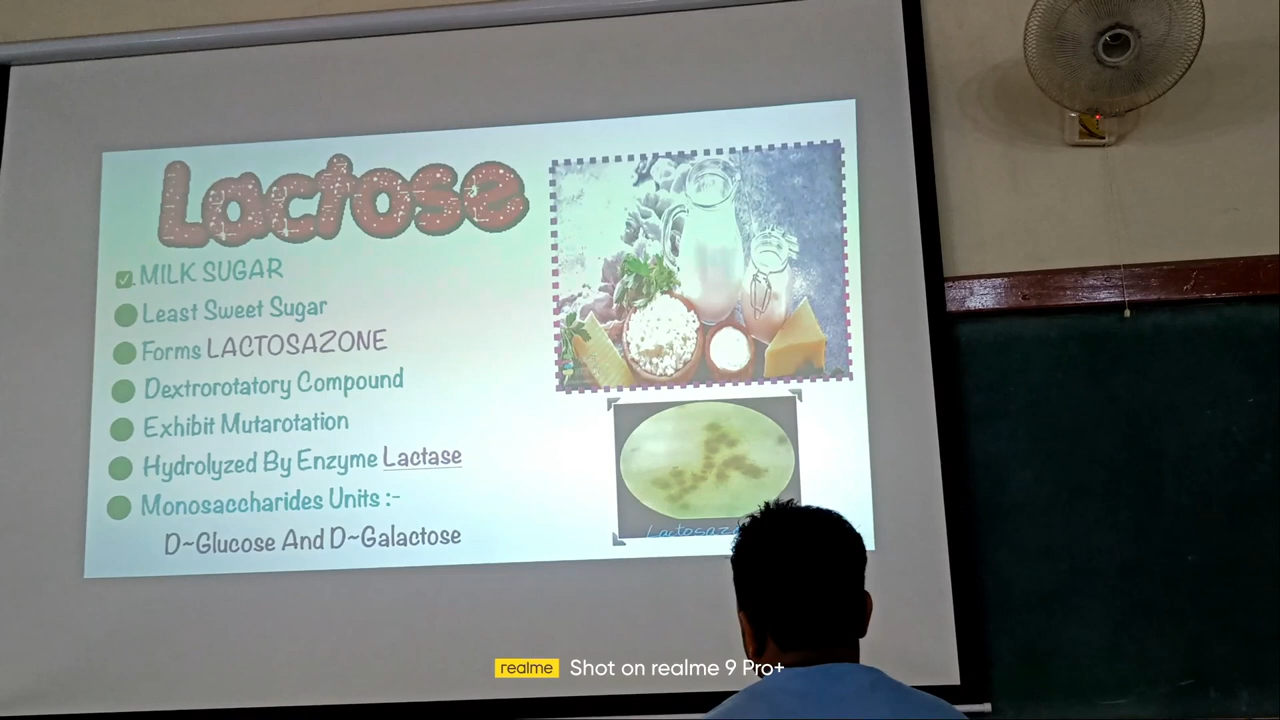 Lactose
MILK SUGAR
Least Sweet Sugar
Forms LACTOSAZONE
Dextrorotatory Compound
Exhibit Mutarotation
Hydrolyzed By Enzyme Lactase
Monosaccharides Units :-
D~Glucose And D~Galactose
realme Shot on realme 9 Pro+